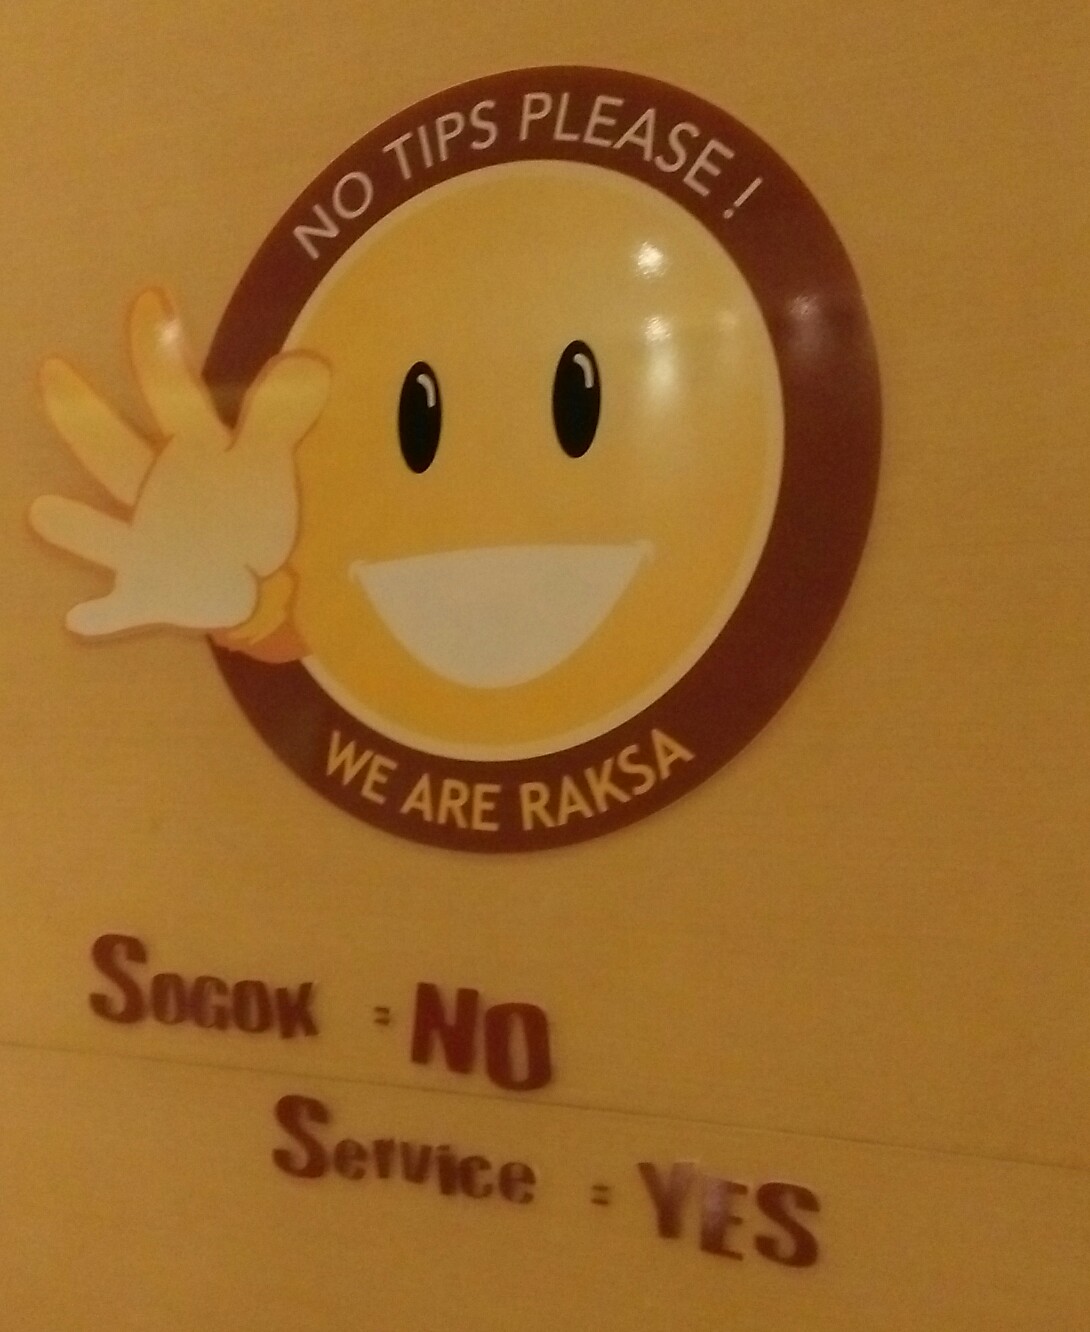 NO TIPS PLEASE !
WE ARE RAKSA
SOGOK = NO
Service = YES